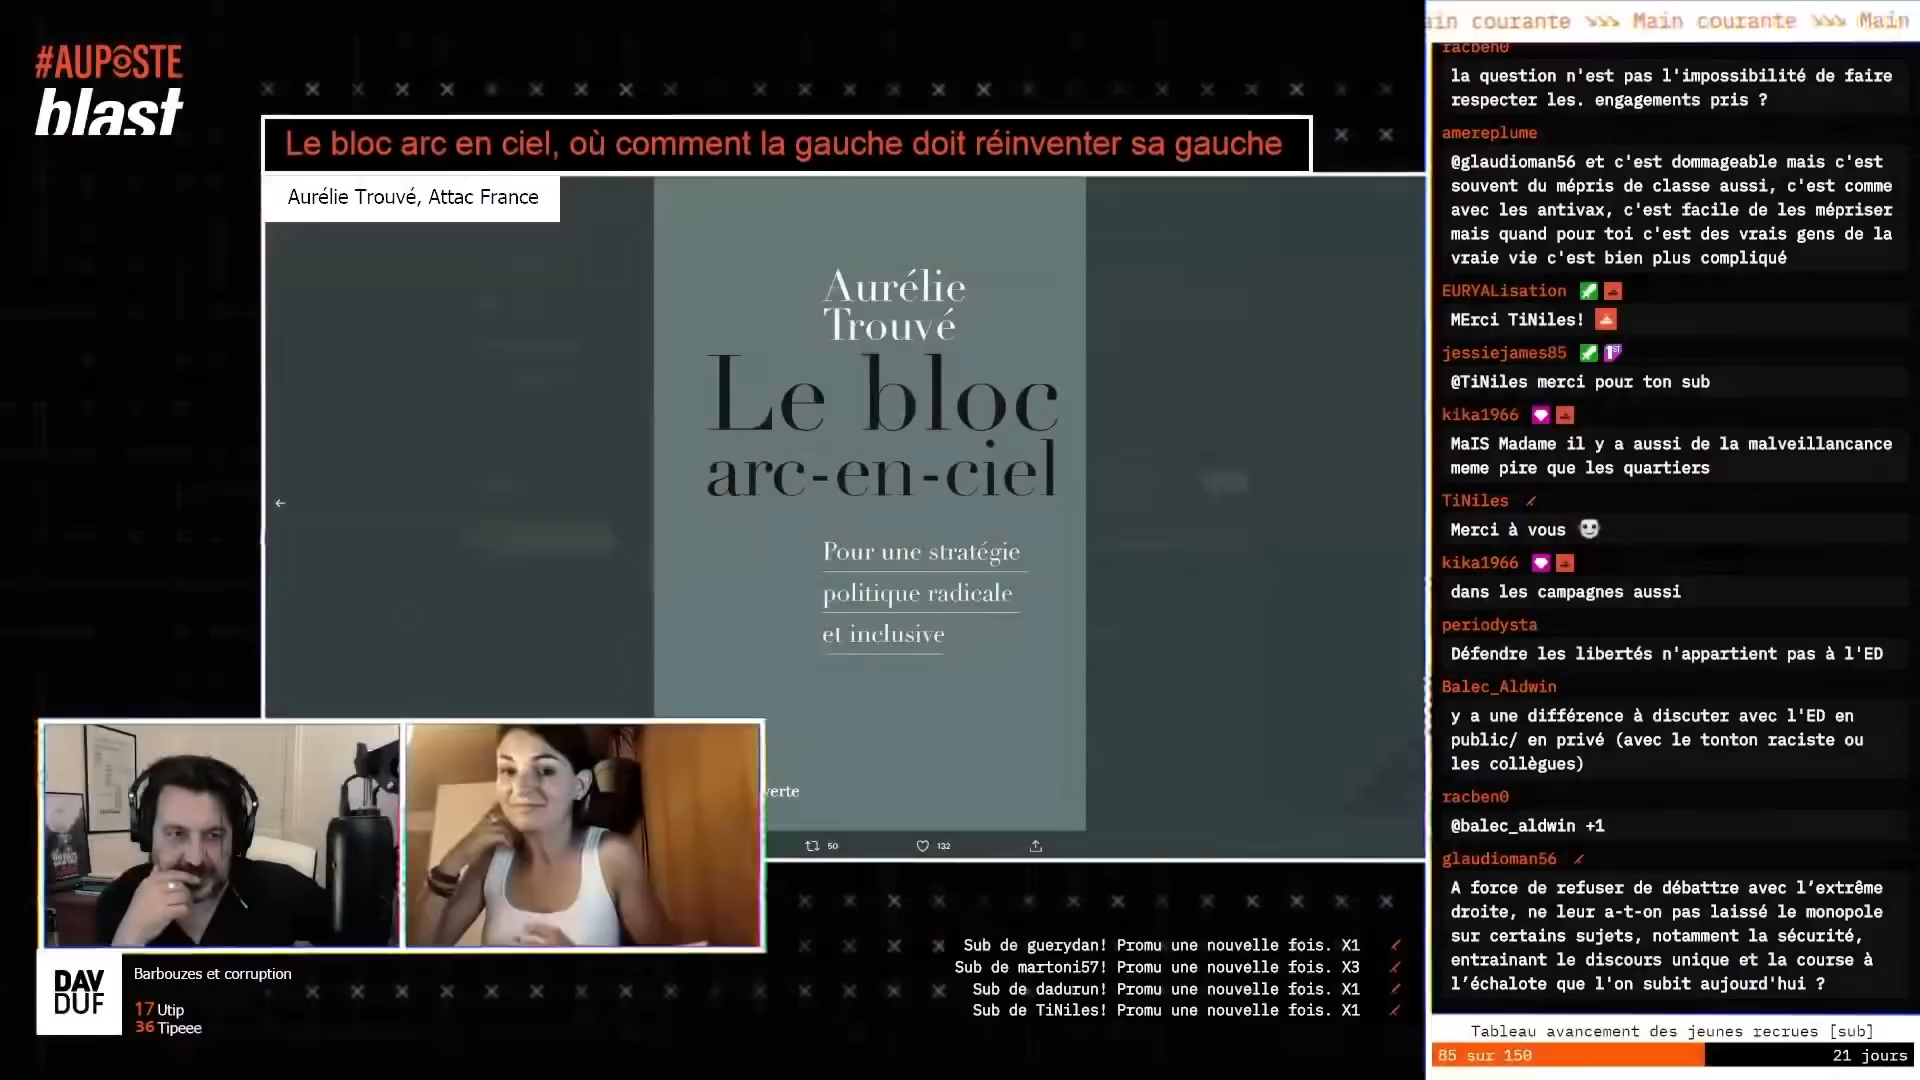 #AUPOSTE
blast
Le bloc arc en ciel, où comment la gauche doit réinventer sa gauche
Aurélie Trouvé, Attac France
Aurélie
Trouvé
Le bloc
arc-en-ciel
Pour une stratégie
politique radicale
et inclusive
verte
50
132
DAV
DUF
Barbouzes et corruption
17 Utip
36 Tipeee
Sub de guerydan! Promu une nouvelle fois. X1
Sub de martoni57! Promu une nouvelle fois. X3
Sub de dadurun! Promu une nouvelle fois. X1
Sub de TiNiles! Promu une nouvelle fois. X1
ain courante >>> Main courante >>> Main
racben0
la question n'est pas l'impossibilité de faire
respecter les. engagements pris ?
amereplume
@glaudioman56 et c'est dommageable mais c'est
souvent du mépris de classe aussi, c'est comme
avec les antivax, c'est facile de les mépriser
mais quand pour toi c'est des vrais gens de la
vraie vie c'est bien plus compliqué
EURYALisation
MErci TiNiles!
jessiejames85
@TiNiles merci pour ton sub
kika1966
MaIS Madame il y a aussi de la malveillancance
meme pire que les quartiers
TiNiles
Merci à vous
kika1966
dans les campagnes aussi
periodysta
Défendre les libertés n'appartient pas à l'ED
Balec_Aldwin
y a une différence à discuter avec l'ED en
public/ en privé (avec le tonton raciste ou
les collègues)
racben0
@balec_aldwin +1
glaudioman56
A force de refuser de débattre avec l’extrême
droite, ne leur a-t-on pas laissé le monopole
sur certains sujets, notamment la sécurité,
entrainant le discours unique et la course à
l’échalote que l'on subit aujourd'hui ?
Tableau avancement des jeunes recrues [sub]
85 sur 150
21 jours